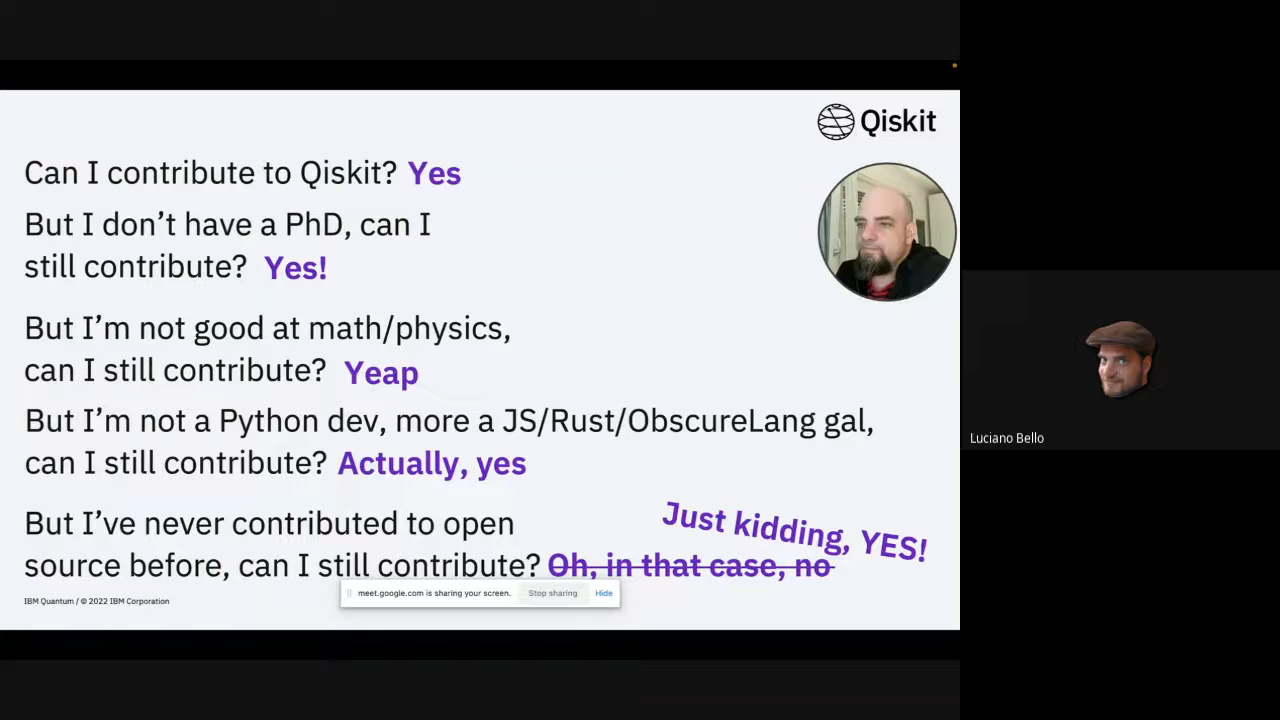 Qiskit
Can I contribute to Qiskit? Yes
But I don't have a PhD, can I
still contribute? Yes!
But I'm not good at math/physics,
can I still contribute? Yeap
But I'm not a Python dev, more a JS/Rust/ObscureLang gal,
can I still contribute? Actually, yes
But I've never contributed to open
source before, can I still contribute? Oh, in that case, no
Just kidding, YES!
meet.google.com is sharing your screen. Stop sharing Hide
IBM Quantum / © 2022 IBM Corporation
Luciano Bello